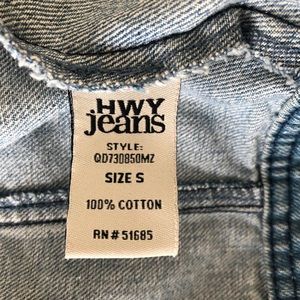 HWY
jeans
STYLE:
QD730850MZ
SIZE S
100% COTTON
RN # 51685